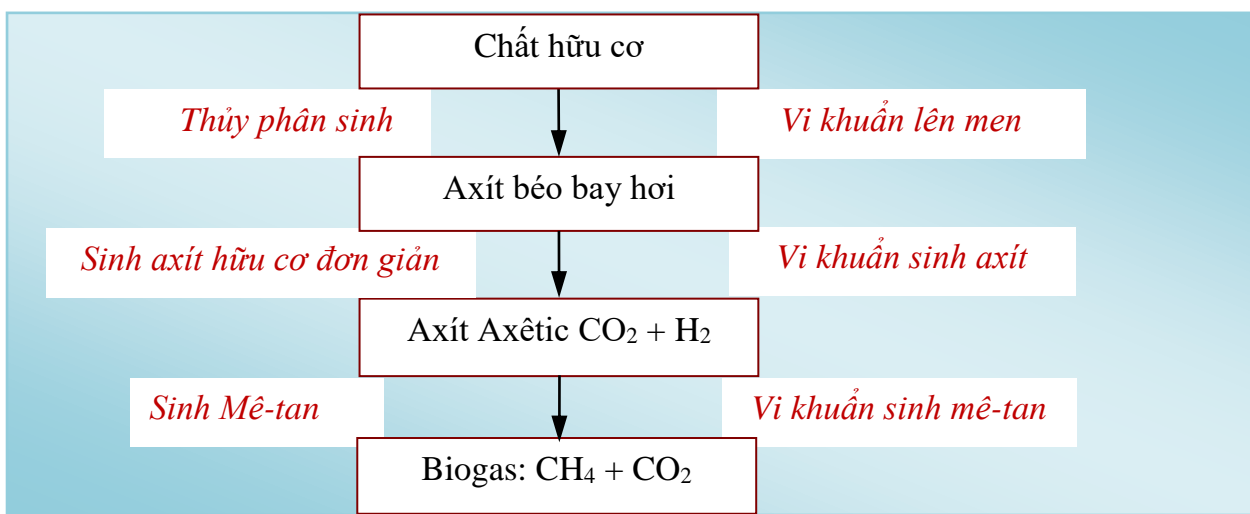 Chất hữu cơ
Thủy phân sinh
Vi khuẩn lên men
Axít béo bay hơi
Sinh axít hữu cơ đơn giản
Vi khuẩn sinh axít
Axít Axêtic CO₂ + H₂
Sinh Mê-tan
Vi khuẩn sinh mê-tan
Biogas: CH₄ + CO₂